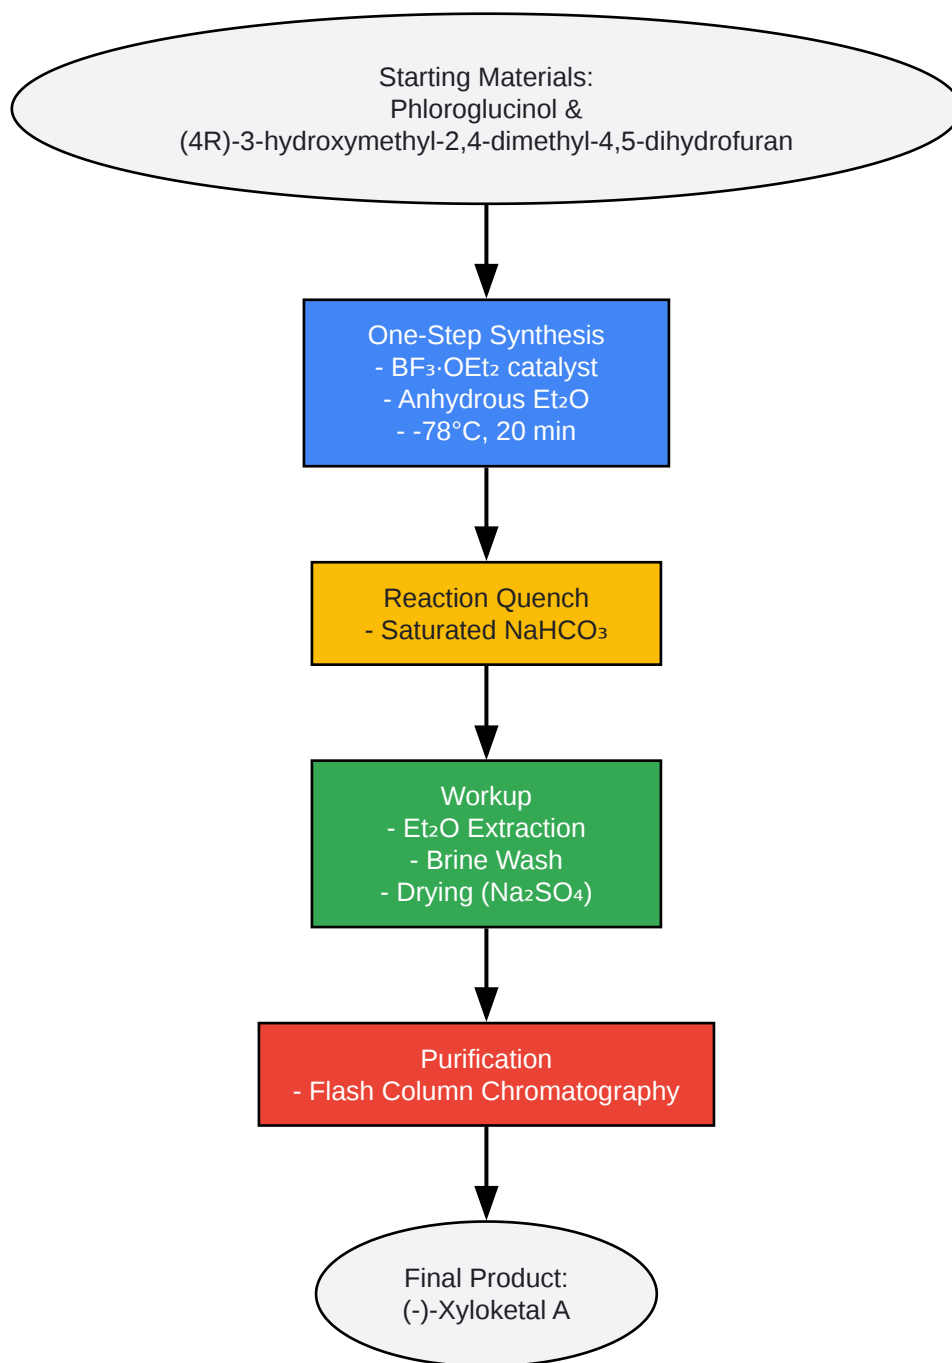 Starting Materials:
Phloroglucinol &
(4R)-3-hydroxymethyl-2,4-dimethyl-4,5-dihydrofuran
One-Step Synthesis
- BF₃·OEt₂ catalyst
- Anhydrous Et₂O
- -78°C, 20 min
Reaction Quench
- Saturated NaHCO₃
Workup
- Et₂O Extraction
- Brine Wash
- Drying (Na₂SO₄)
Purification
- Flash Column Chromatography
Final Product:
(-)-Xyloketal A